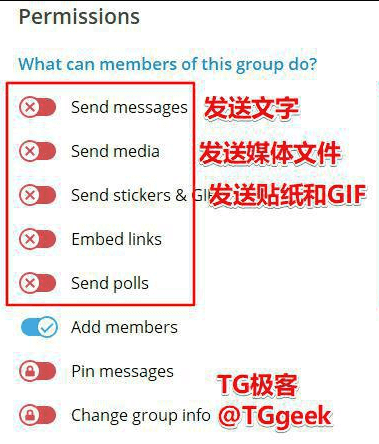 Permissions
What can members of this group do?
Send messages 发送文字
Send media 发送媒体文件
Send stickers & GI 发送贴纸和GIF
Embed links
Send polls
Add members
Pin messages
TG极客
Change group info @TGgeek